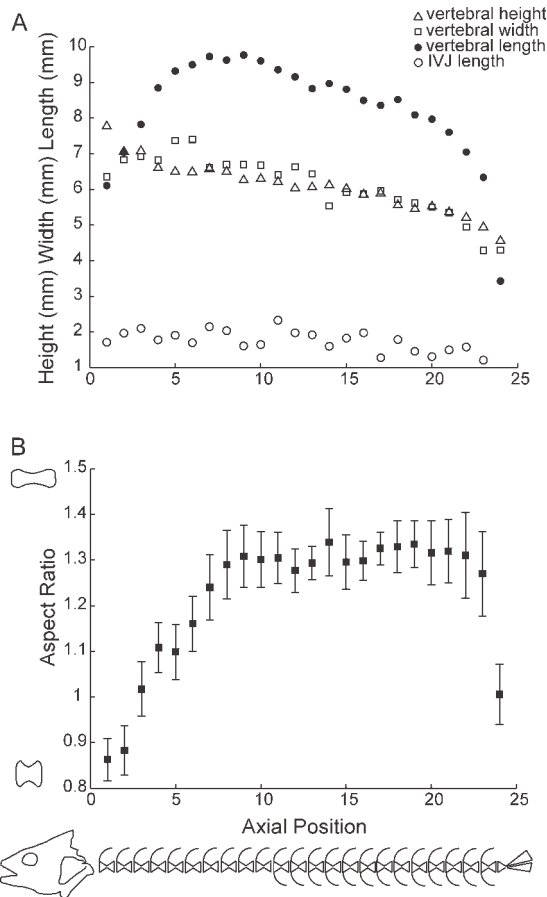 A
△ vertebral height
□ vertebral width
● vertebral length
○ IVJ length
Height (mm) Width (mm) Length (mm)
10
9
8
7
6
5
4
3
2
1
0 5 10 15 20 25
B
Aspect Ratio
1.5
1.4
1.3
1.2
1.1
1
0.9
0.8
0 5 10 15 20 25
Axial Position